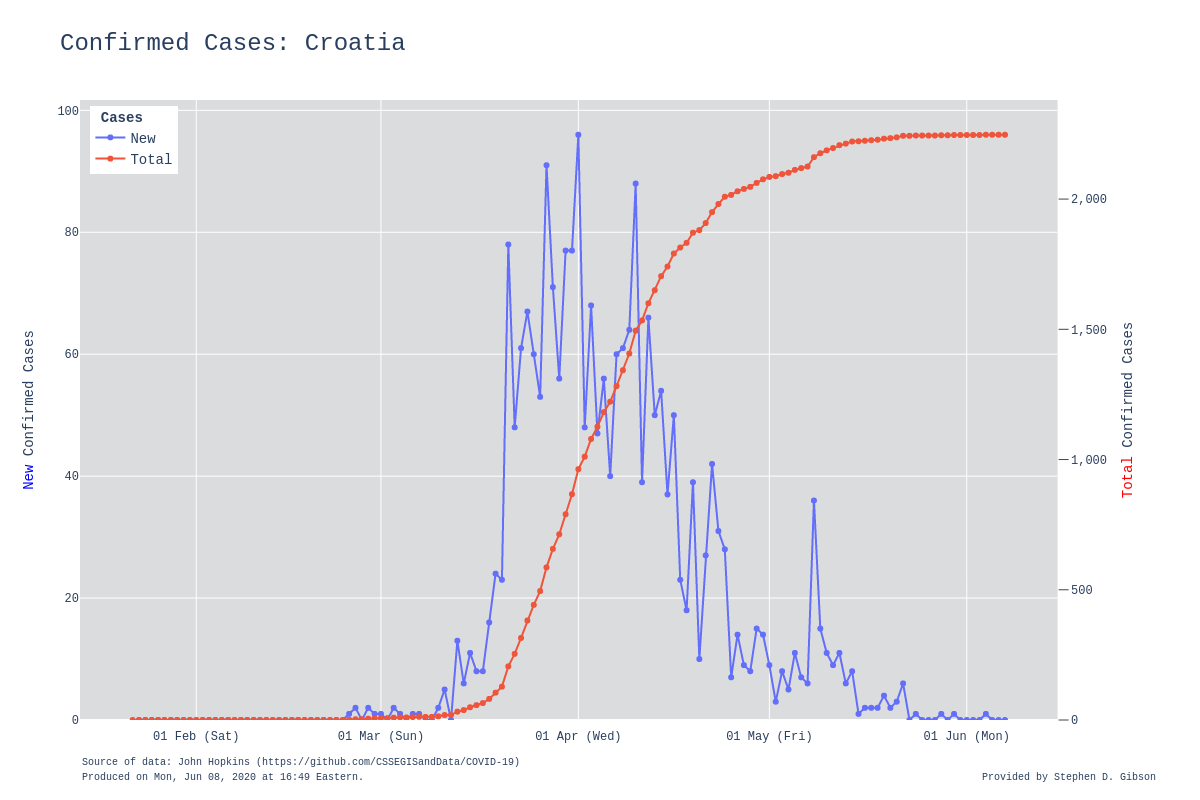 Confirmed Cases: Croatia
Cases
New
Total
100
80
60
40
20
0
2,000
1,500
1,000
500
0
New Confirmed Cases
Total Confirmed Cases
01 Feb (Sat)
01 Mar (Sun)
01 Apr (Wed)
01 May (Fri)
01 Jun (Mon)
Source of data: John Hopkins (https://github.com/CSSEGISandData/COVID-19)
Produced on Mon, Jun 08, 2020 at 16:49 Eastern.
Provided by Stephen D. Gibson